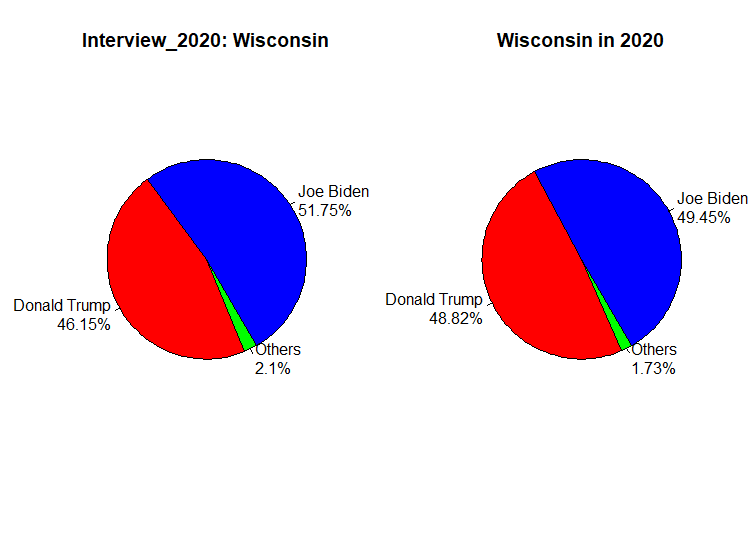 Interview_2020: Wisconsin
Joe Biden
51.75%
Donald Trump
46.15%
Others
2.1%
Wisconsin in 2020
Joe Biden
49.45%
Donald Trump
48.82%
Others
1.73%